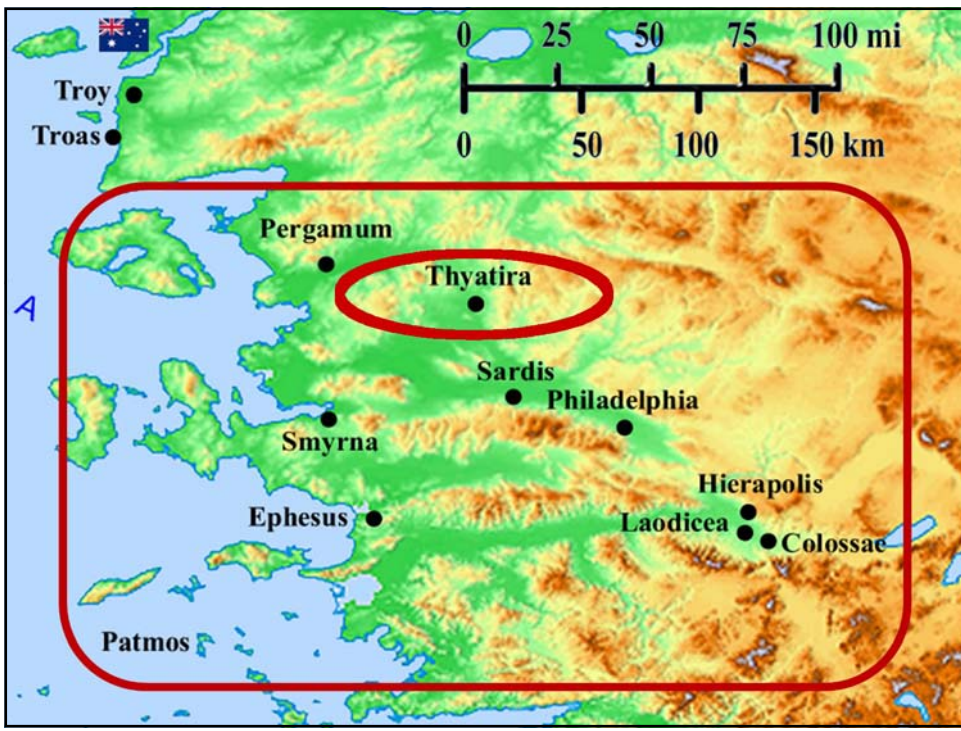 0 25 50 75 100 mi
0 50 100 150 km
Troy
Troas
Pergamum
Thyatira
A
Sardis
Philadelphia
Smyrna
Hierapolis
Ephesus
Laodicea
Colossae
Patmos